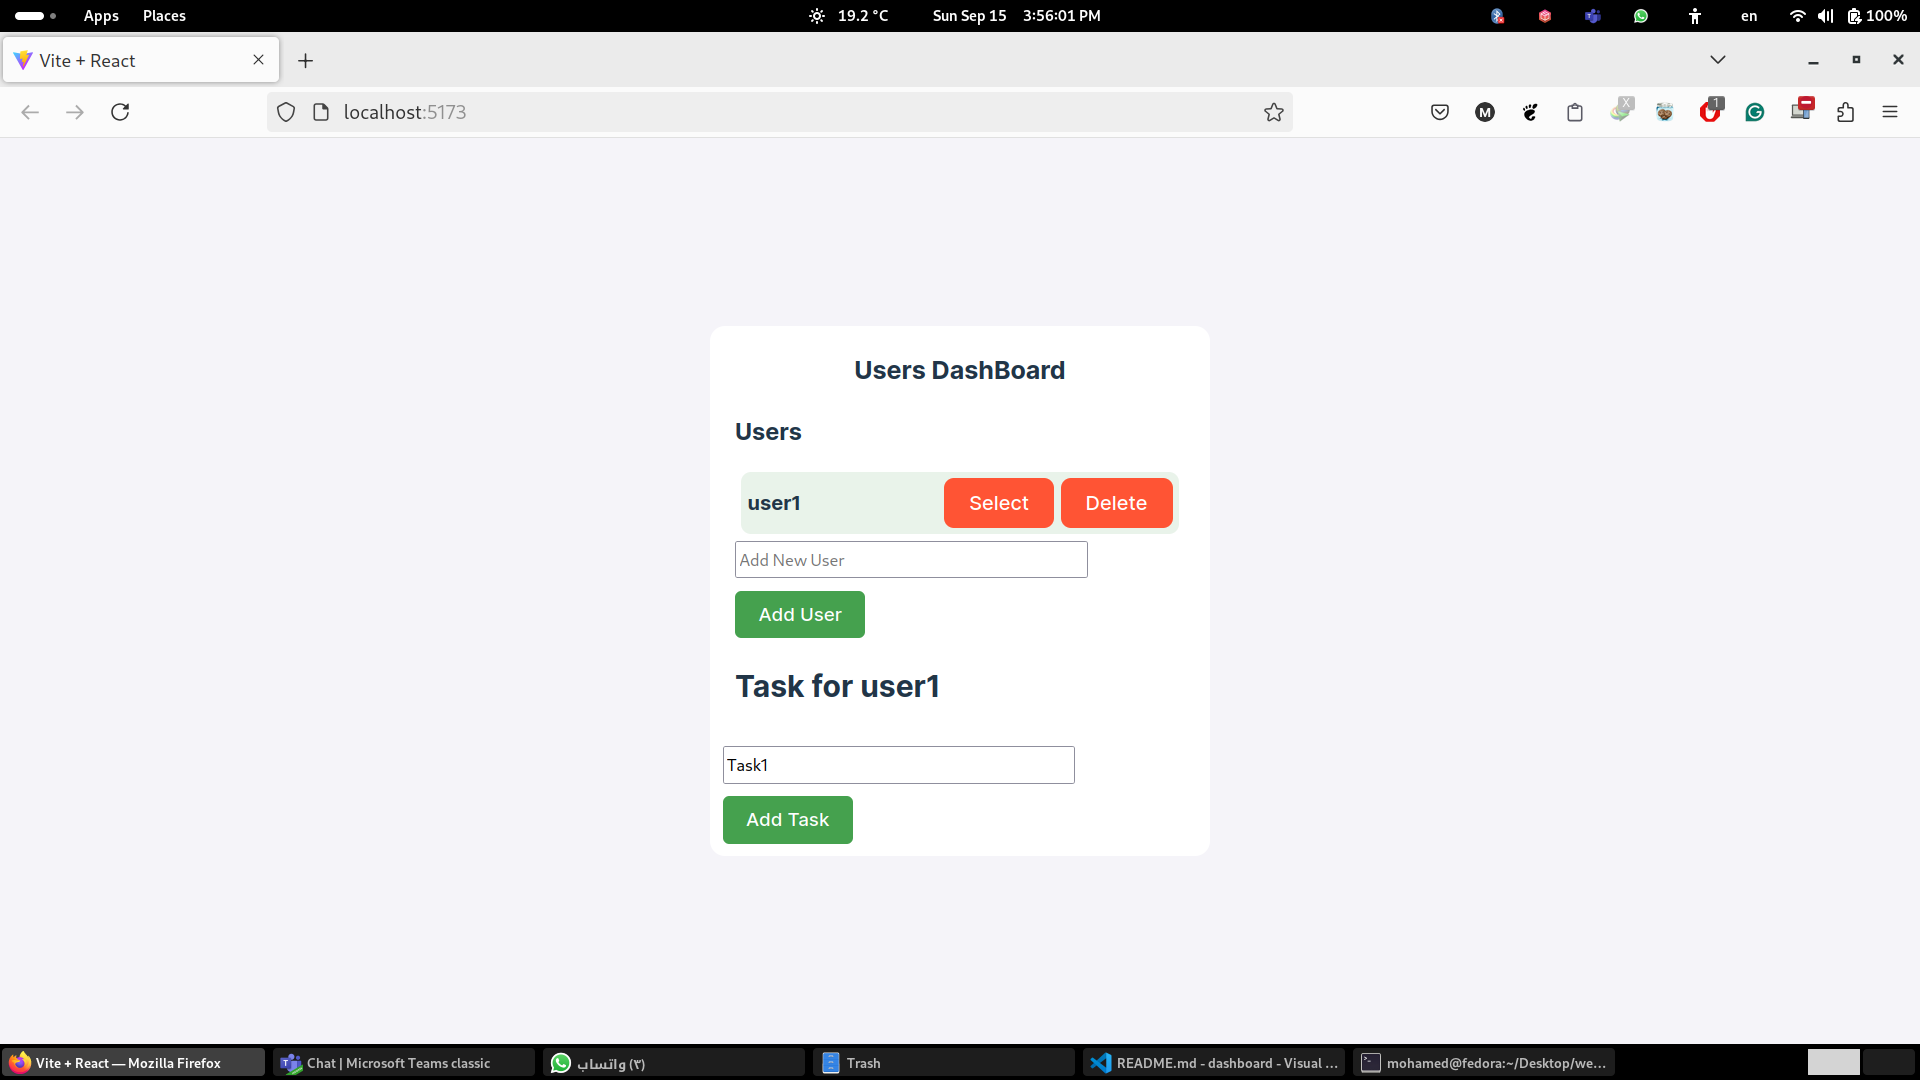 Apps Places 19.2 °C Sun Sep 15 3:56:01 PM en 100%
Vite + React
localhost:5173 M X 1
Users DashBoard
Users
user1 Select Delete
Add New User
Add User
Task for user1
Task1
Add Task
Vite + React — Mozilla Firefox Chat | Microsoft Teams classic (٣) واتساب Trash README.md - dashboard - Visual ... mohamed@fedora:~/Desktop/we...